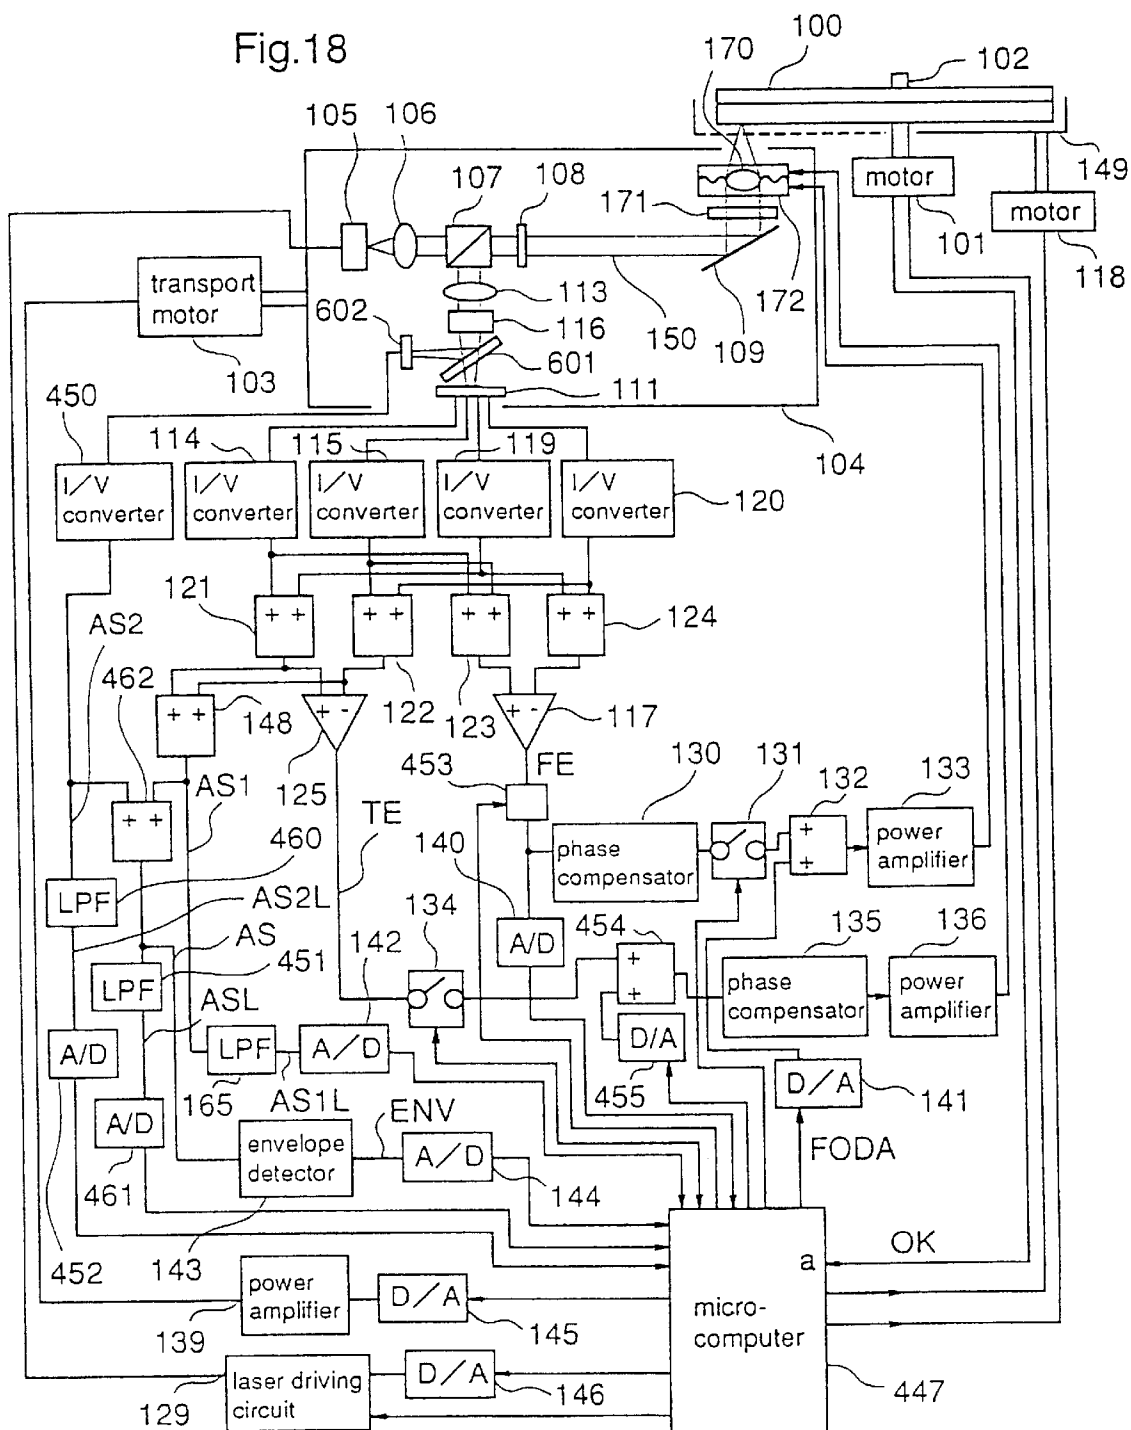 Fig.18
170
100
102
105
106
107
108
171
149
motor
101
motor
118
transport
motor
103
602
113
116
601
150
109
172
111
104
450
114
115
119
120
I/V
converter
I/V
converter
I/V
converter
I/V
converter
I/V
converter
121
+ +
+ +
+ +
+ +
124
AS2
462
+ +
148
+ -
122
123
+ -
117
125
453
FE
130
131
132
133
AS1
+ +
TE
460
140
phase
compensator
+
+
power
amplifier
LPF
AS2L
AS
134
454
135
136
142
A/D
LPF
451
ASL
+
+
phase
compensator
power
amplifier
A/D
LPF
A/D
D/A
165
AS1L
455
D/A
141
A/D
461
ENV
envelope
detector
A/D
144
FODA
452
143
OK
a
power
amplifier
D/A
139
145
micro-
computer
laser driving
circuit
D/A
146
129
447